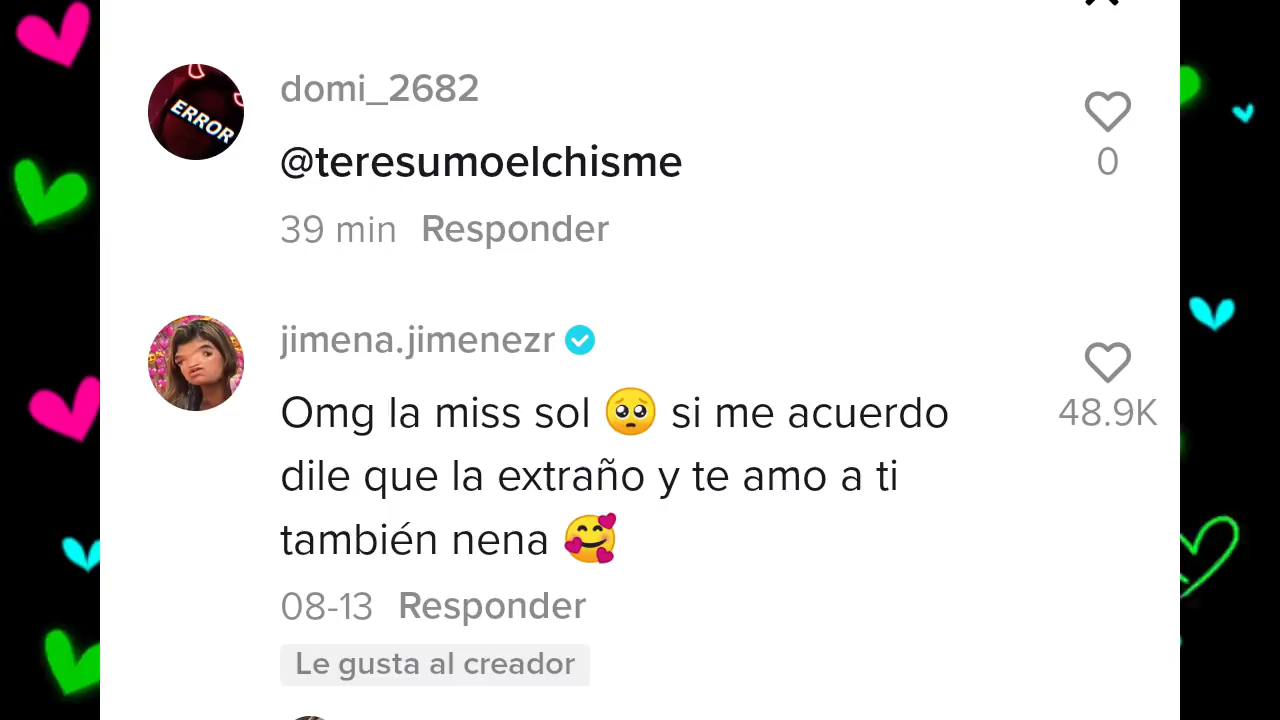 ERROR
domi_2682
@teresumoelchisme
0
39 min Responder
jimena.jimenezr
Omg la miss sol 🥺 si me acuerdo
48.9K
dile que la extraño y te amo a ti
también nena 🥰
08-13 Responder
Le gusta al creador